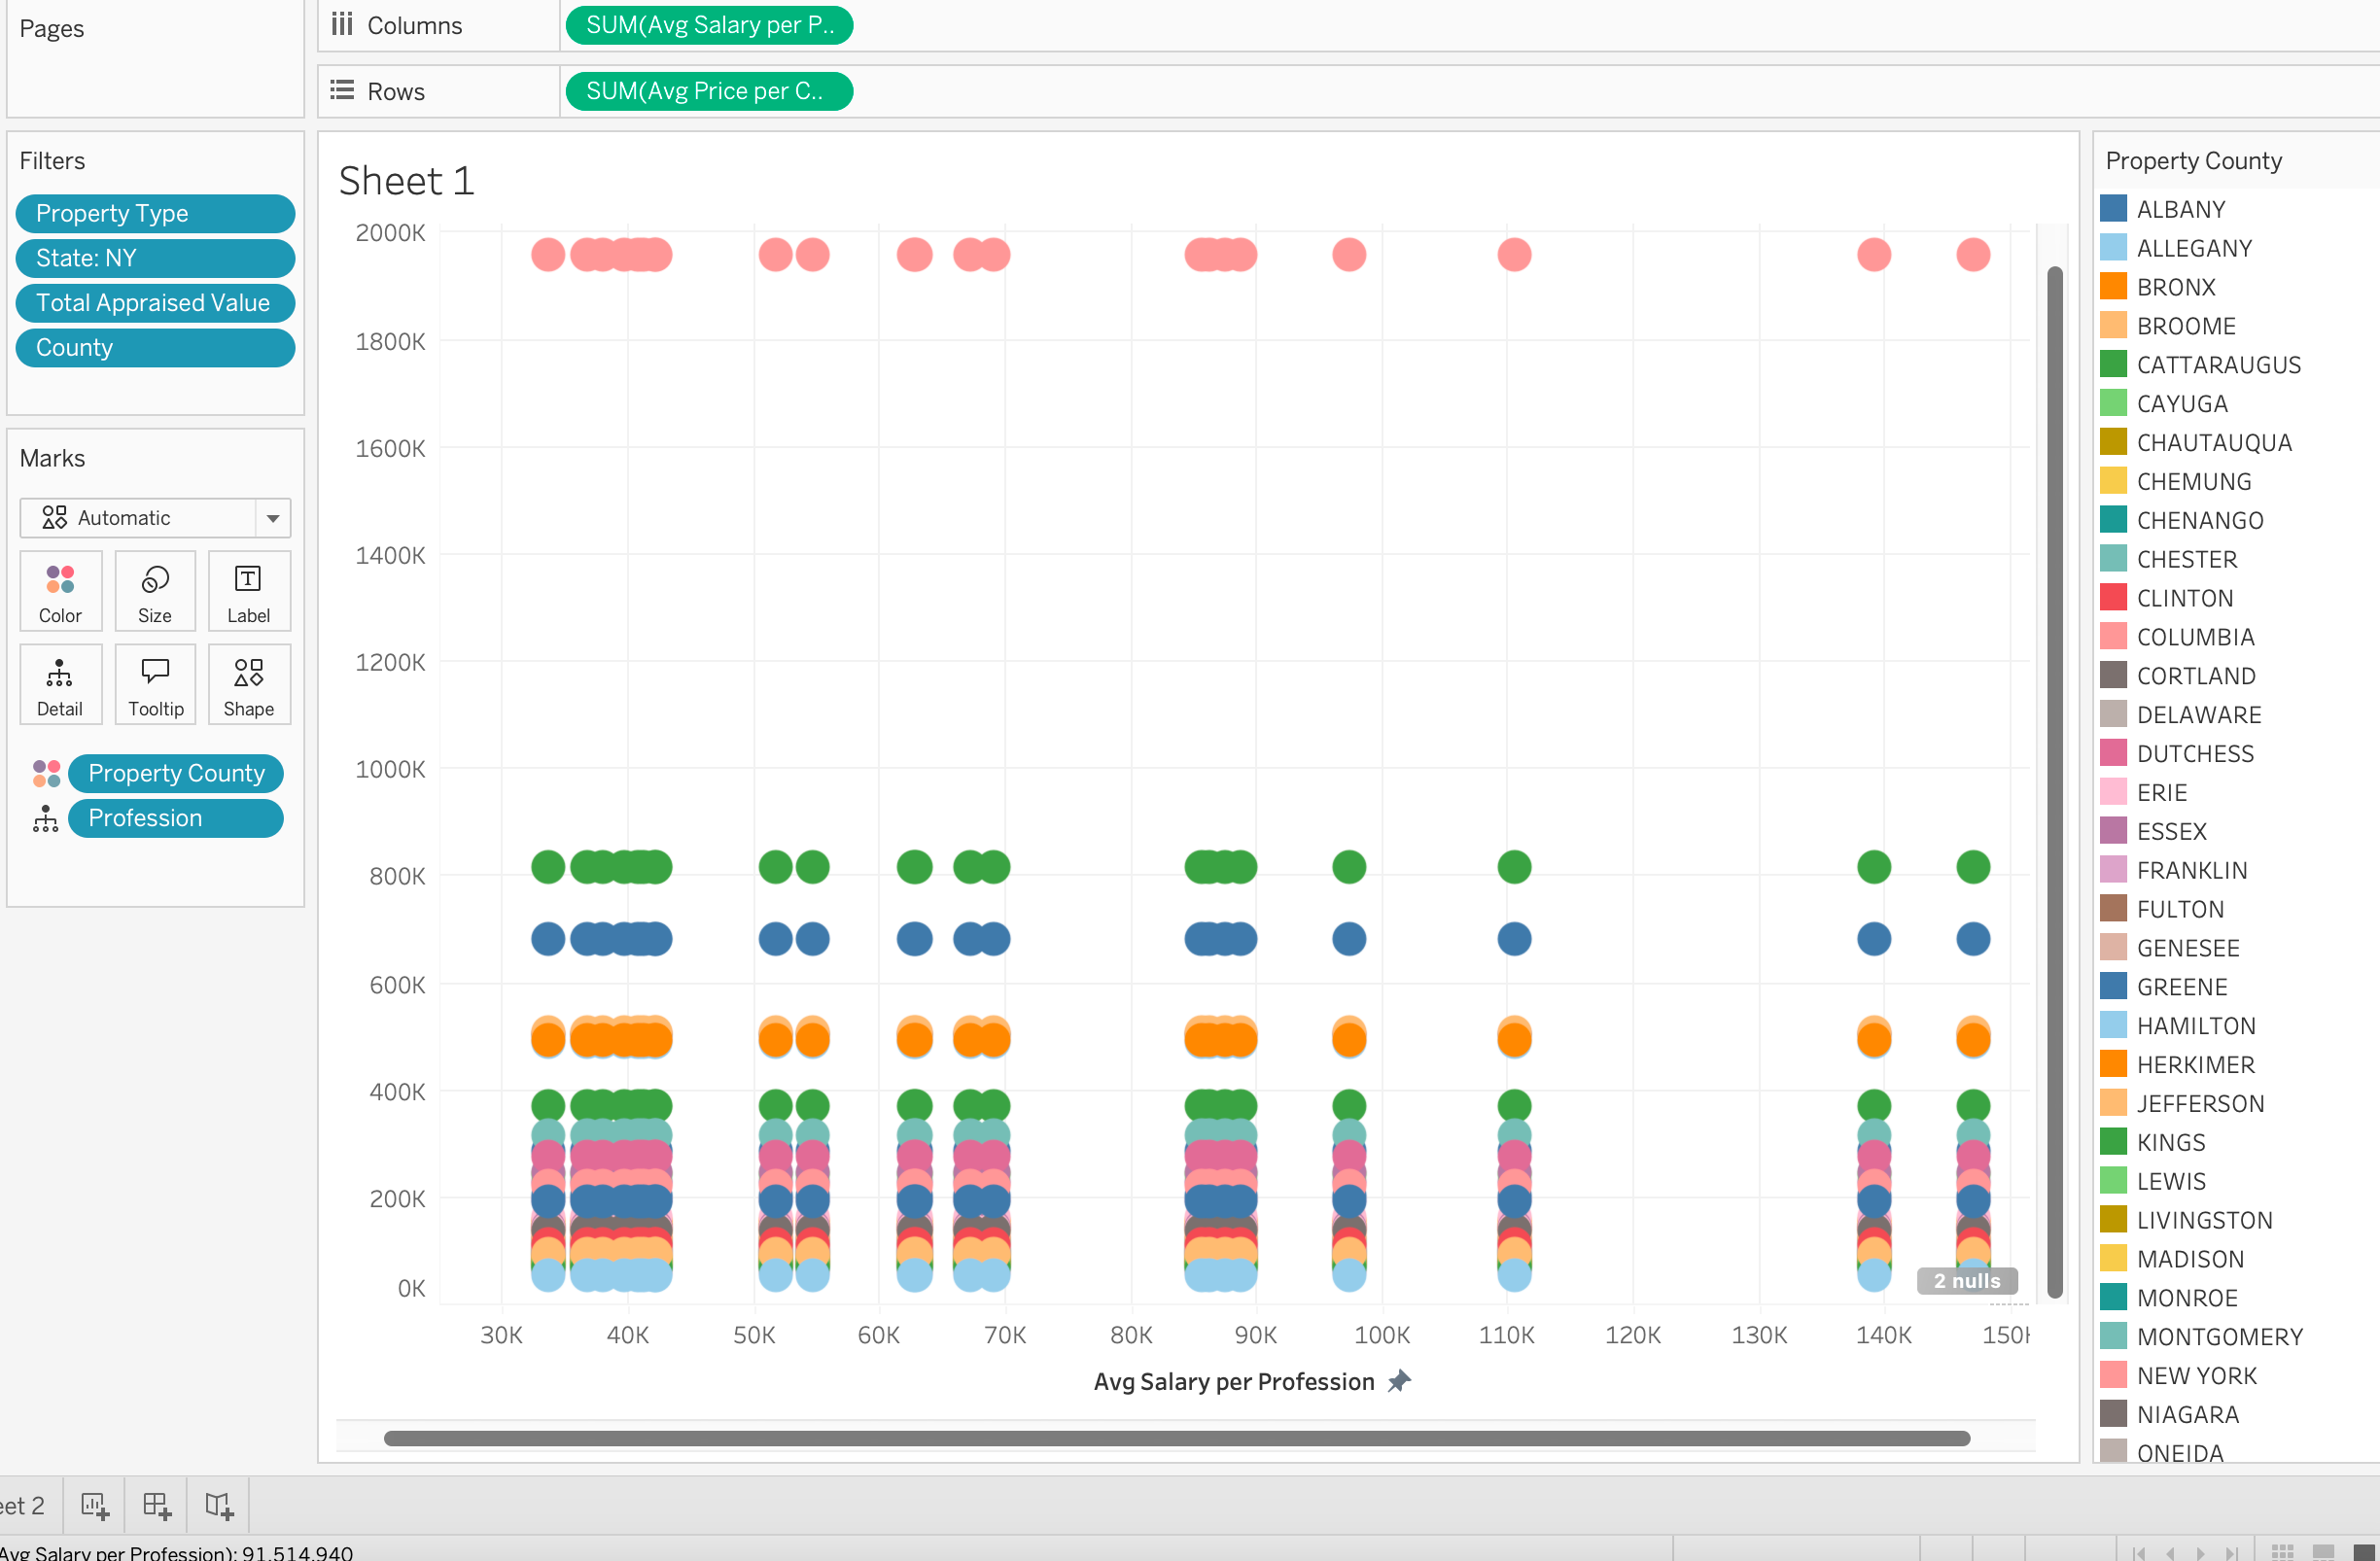 Pages
Columns
SUM(Avg Salary per P..
Rows
SUM(Avg Price per C..
Filters
Property Type
State: NY
Total Appraised Value
County
Marks
Automatic
Color Size Label
Detail Tooltip Shape
Property County
Profession
Sheet 1
2000K
1800K
1600K
1400K
1200K
1000K
800K
600K
400K
200K
0K
2 nulls
30K 40K 50K 60K 70K 80K 90K 100K 110K 120K 130K 140K 150K
Avg Salary per Profession
Property County
ALBANY
ALLEGANY
BRONX
BROOME
CATTARAUGUS
CAYUGA
CHAUTAUQUA
CHEMUNG
CHENANGO
CHESTER
CLINTON
COLUMBIA
CORTLAND
DELAWARE
DUTCHESS
ERIE
ESSEX
FRANKLIN
FULTON
GENESEE
GREENE
HAMILTON
HERKIMER
JEFFERSON
KINGS
LEWIS
LIVINGSTON
MADISON
MONROE
MONTGOMERY
NEW YORK
NIAGARA
ONEIDA
eet 2
Avg Salary per Profession): 91,514,940